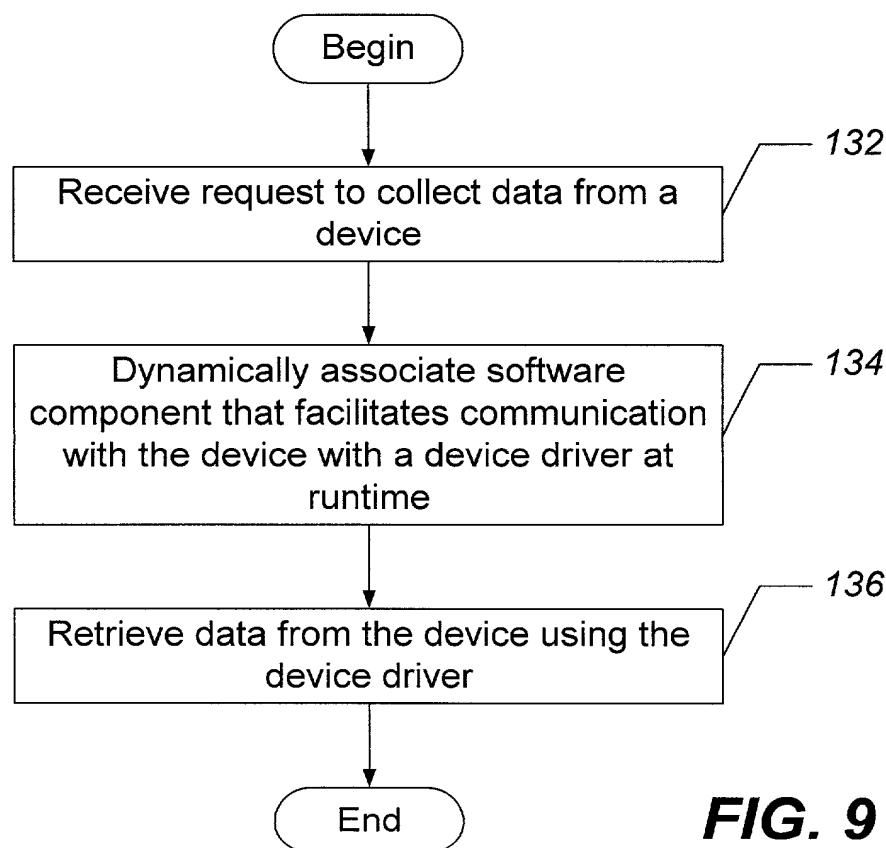 Begin
132
Receive request to collect data from a
device
134
Dynamically associate software
component that facilitates communication
with the device with a device driver at
runtime
136
Retrieve data from the device using the
device driver
End
FIG. 9